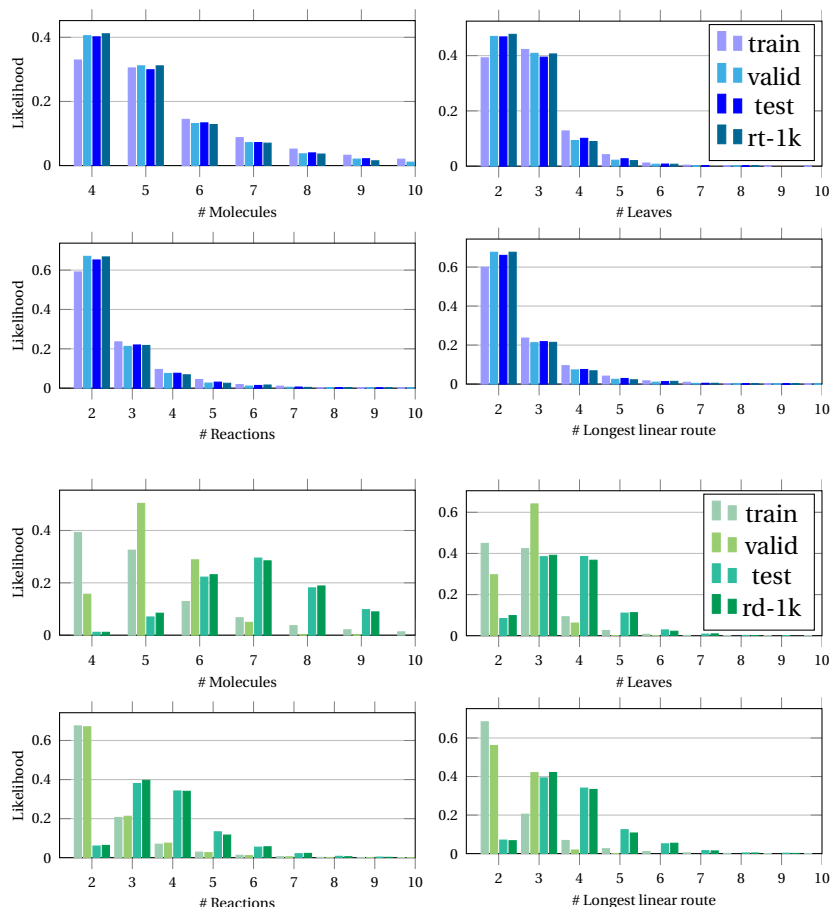 0.4
0.2
0
Likelihood
4 5 6 7 8 9 10
# Molecules
0.4
0.2
0
2 3 4 5 6 7 8 9 10
# Leaves
train
valid
test
rt-1k
0.6
0.4
0.2
0
Likelihood
2 3 4 5 6 7 8 9 10
# Reactions
0.6
0.4
0.2
0
2 3 4 5 6 7 8 9 10
# Longest linear route
0.4
0.2
0
Likelihood
4 5 6 7 8 9 10
# Molecules
0.6
0.4
0.2
0
2 3 4 5 6 7 8 9 10
# Leaves
train
valid
test
rd-1k
0.6
0.4
0.2
0
Likelihood
2 3 4 5 6 7 8 9 10
# Reactions
0.6
0.4
0.2
0
2 3 4 5 6 7 8 9 10
# Longest linear route